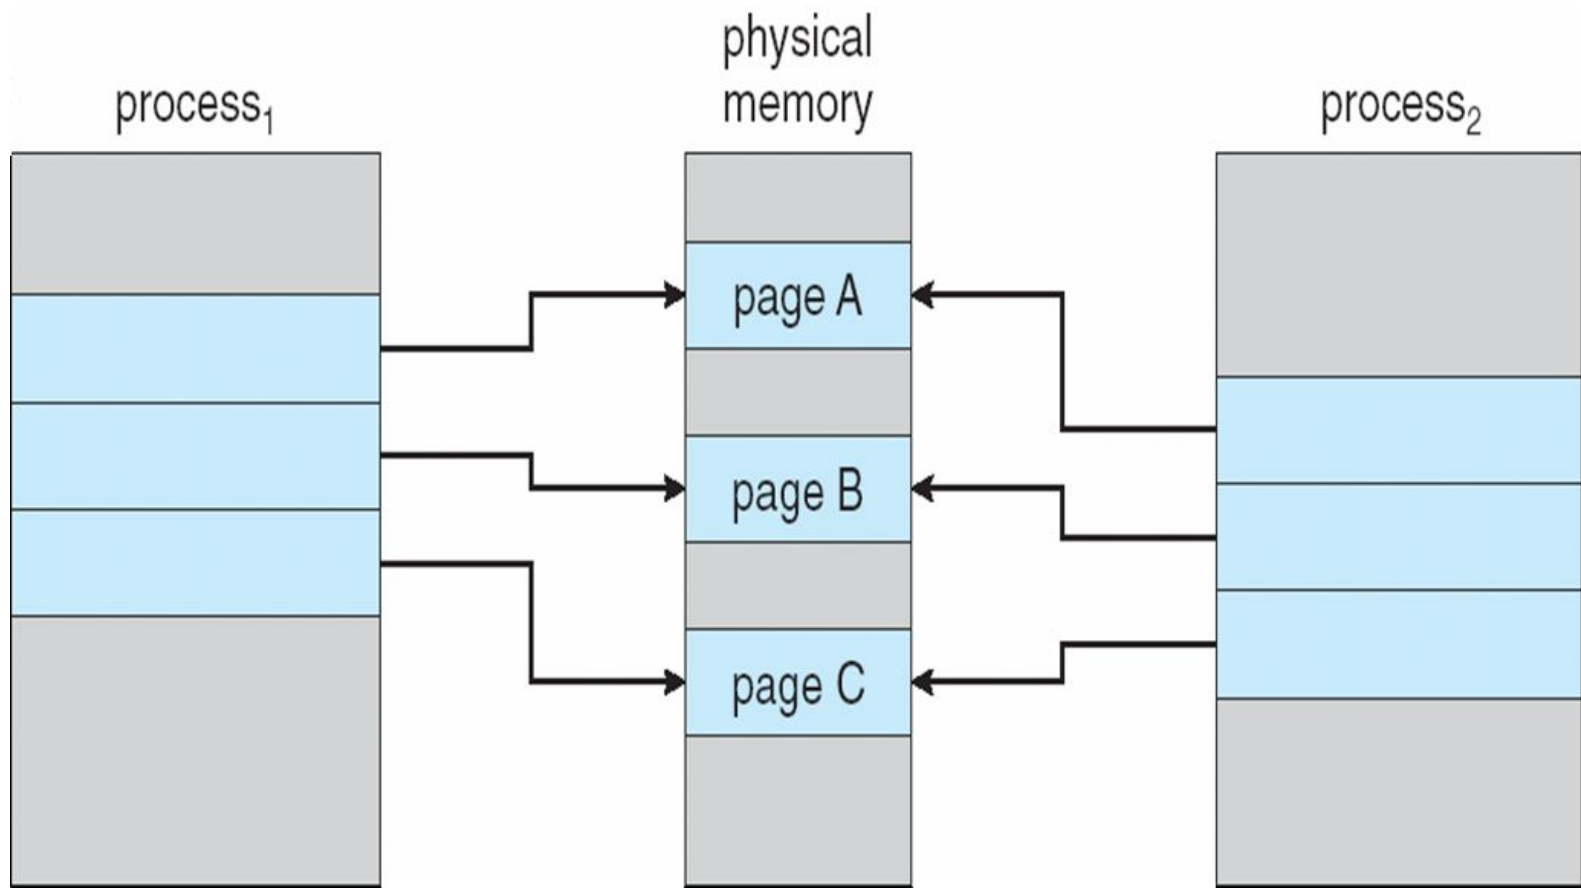 physical
memory
process₁
process₂
page A
page B
page C